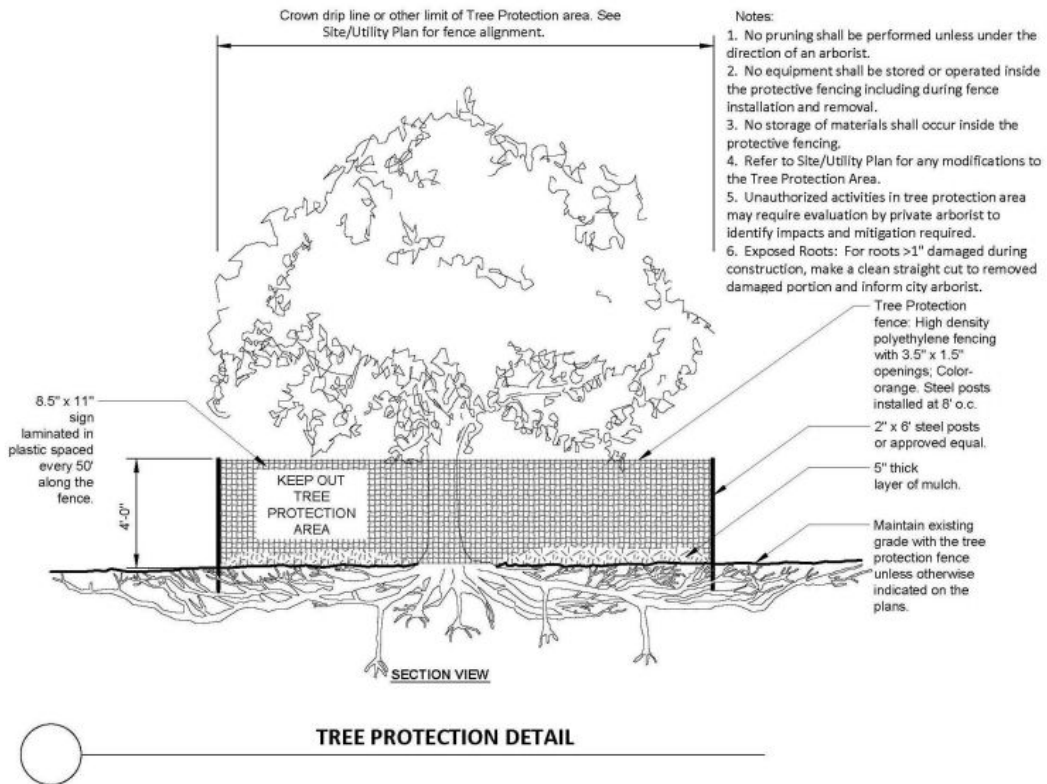 Crown drip line or other limit of Tree Protection area. See
Site/Utility Plan for fence alignment.
Notes:
1. No pruning shall be performed unless under the
direction of an arborist.
2. No equipment shall be stored or operated inside
the protective fencing including during fence
installation and removal.
3. No storage of materials shall occur inside the
protective fencing.
4. Refer to Site/Utility Plan for any modifications to
the Tree Protection Area.
5. Unauthorized activities in tree protection area
may require evaluation by private arborist to
identify impacts and mitigation required.
6. Exposed Roots: For roots >1" damaged during
construction, make a clean straight cut to removed
damaged portion and inform city arborist.
Tree Protection
fence: High density
polyethylene fencing
with 3.5" x 1.5"
openings; Color-
orange. Steel posts
installed at 8' o.c.
2" x 6' steel posts
or approved equal.
5" thick
layer of mulch.
Maintain existing
grade with the tree
protection fence
unless otherwise
indicated on the
plans.
8.5" x 11"
sign
laminated in
plastic spaced
every 50'
along the
fence.
4'-0"
KEEP OUT
TREE
PROTECTION
AREA
SECTION VIEW
TREE PROTECTION DETAIL